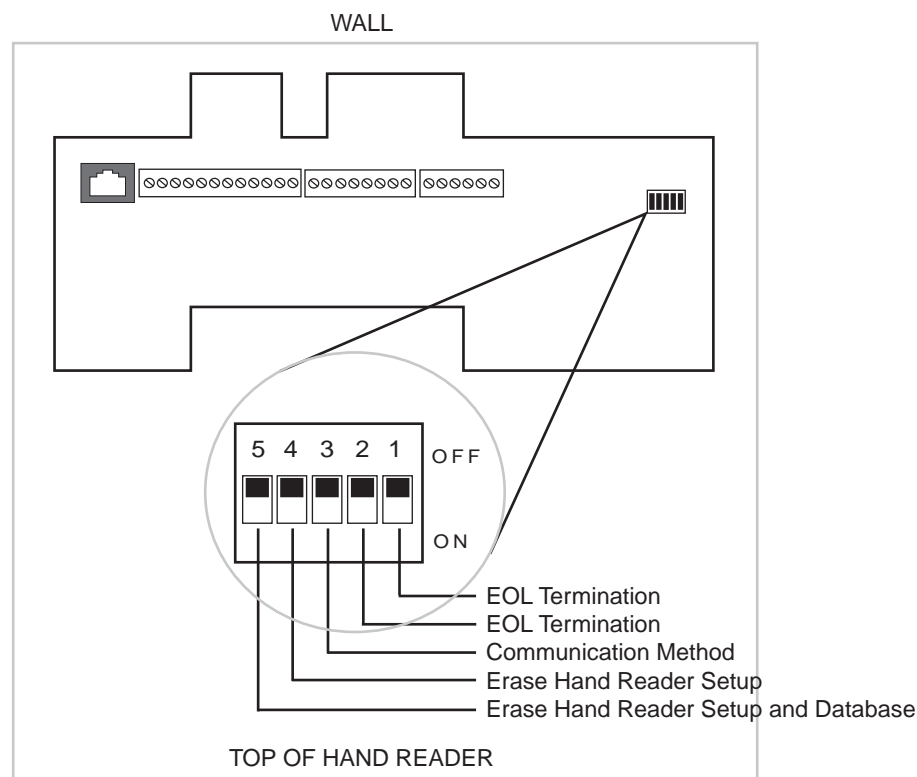 WALL
5 4 3 2 1
OFF
ON
EOL Termination
EOL Termination
Communication Method
Erase Hand Reader Setup
Erase Hand Reader Setup and Database
TOP OF HAND READER